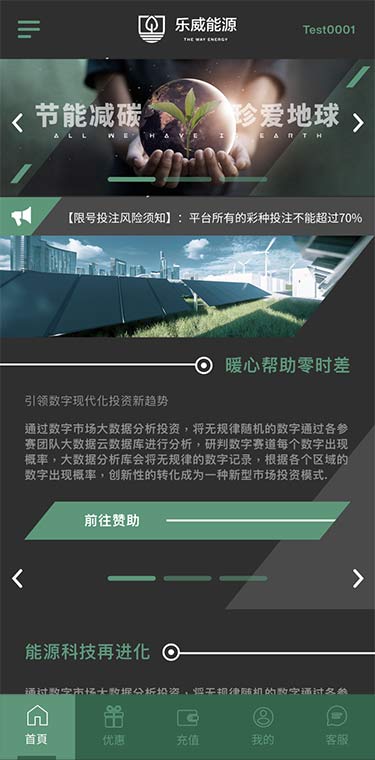 乐威能源
THE WAY ENERGY
Test0001
节能减碳 珍爱地球
ALL WE HAVE IS EARTH
【限号投注风险须知】：平台所有的彩种投注不能超过70%
暖心帮助零时差
引领数字现代化投资新趋势
通过数字市场大数据分析投资，将无规律随机的数字通过各参
赛团队大数据云数据库进行分析，研判数字赛道每个数字出现
概率，大数据分析库会将无规律的数字记录，根据各个区域的
数字出现概率，创新性的转化成为一种新型市场投资模式.
前往赞助
能源科技再进化
通过数字市场大数据分析投资，将无规律随机的数字通过各参
首頁
优惠
充值
我的
客服